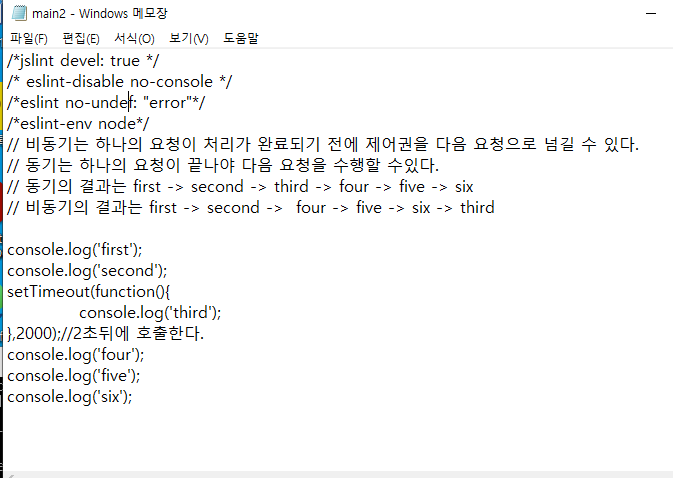 main2 - Windows 메모장
파일(F) 편집(E) 서식(O) 보기(V) 도움말
/*jslint devel: true */
/* eslint-disable no-console */
/*eslint no-undef: "error"*/
/*eslint-env node*/
// 비동기는 하나의 요청이 처리가 완료되기 전에 제어권을 다음 요청으로 넘길 수 있다.
// 동기는 하나의 요청이 끝나야 다음 요청을 수행할 수있다.
// 동기의 결과는 first -> second -> third -> four -> five -> six
// 비동기의 결과는 first -> second ->  four -> five -> six -> third
console.log('first');
console.log('second');
setTimeout(function(){
console.log('third');
},2000);//2초뒤에 호출한다.
console.log('four');
console.log('five');
console.log('six');